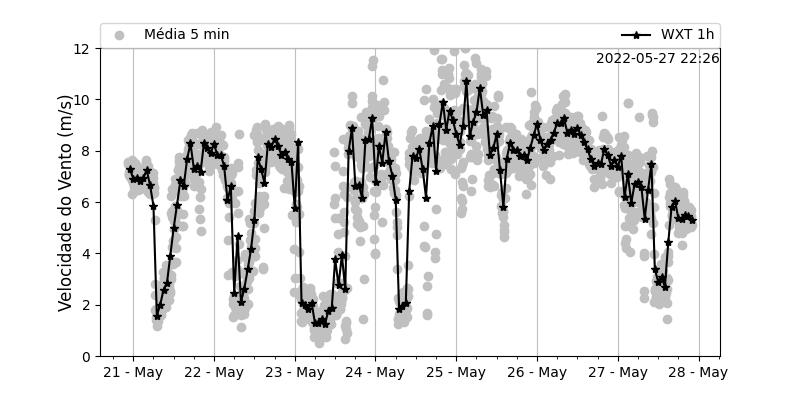 Média 5 min
WXT 1h
2022-05-27 22:26
Velocidade do Vento (m/s)
12
10
8
6
4
2
0
21 - May
22 - May
23 - May
24 - May
25 - May
26 - May
27 - May
28 - May